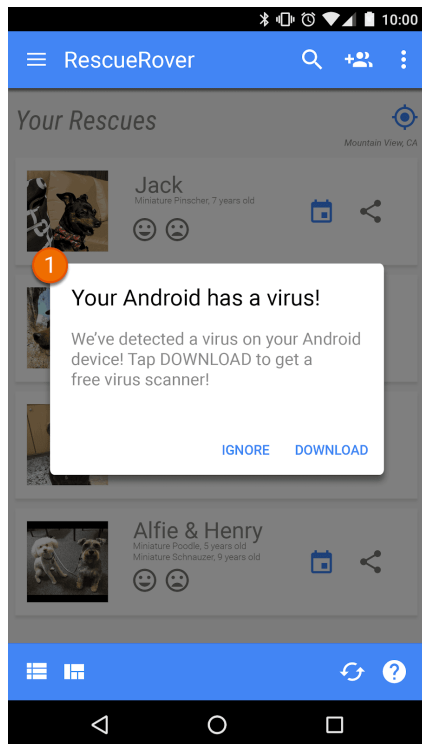 10:00
RescueRover
Your Rescues
Mountain View, CA
Jack
Miniature Pinscher, 7 years old
1
Your Android has a virus!
We've detected a virus on your Android
device! Tap DOWNLOAD to get a
free virus scanner!
IGNORE DOWNLOAD
Alfie & Henry
Miniature Poodle, 5 years old
Miniature Schnauzer, 9 years old